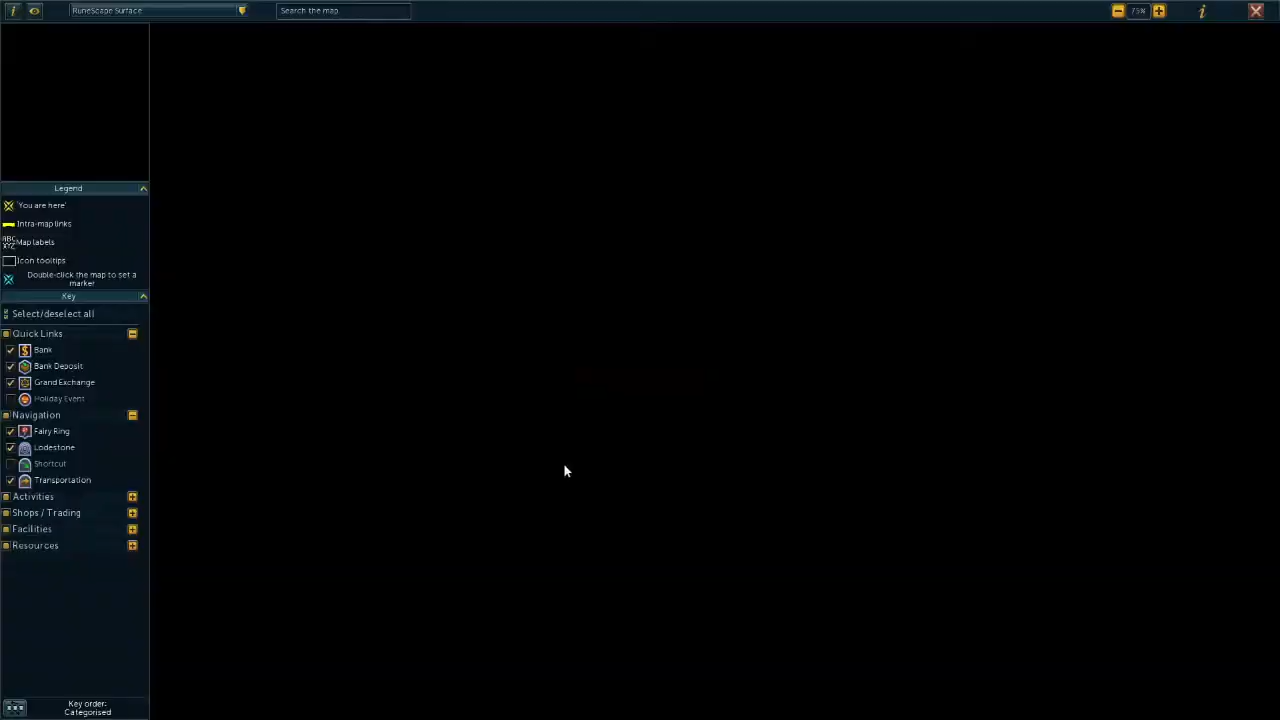 RuneScape Surface
Search the map
75%
Legend
'You are here'
Intra-map links
ABC
XYZ
Map labels
Icon tooltips
Double-click the map to set a
marker
Key
Select/deselect all
Quick Links
Bank
Bank Deposit
Grand Exchange
Holiday Event
Navigation
Fairy Ring
Lodestone
Shortcut
Transportation
Activities
Shops / Trading
Facilities
Resources
Key order:
Categorised